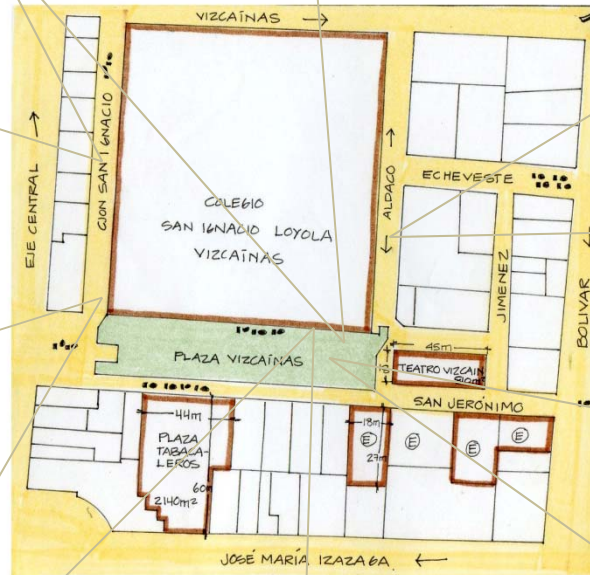 VIZCAÍNAS →
EJE CENTRAL →
CJON SAN IGNACIO
COLEGIO
SAN IGNACIO LOYOLA
VIZCAÍNAS
← ALDACO →
ECHEVESTE
JIMENEZ
BOLIVAR
PLAZA VIZCAÍNAS
45m
TEATRO VIZCAIN
SAN JERÓNIMO
44m
PLAZA
TABACA-
LEROS
60m
2140m2
18m
27m
E
E
E
E
JOSÉ MARÍA IZAZAGA ←